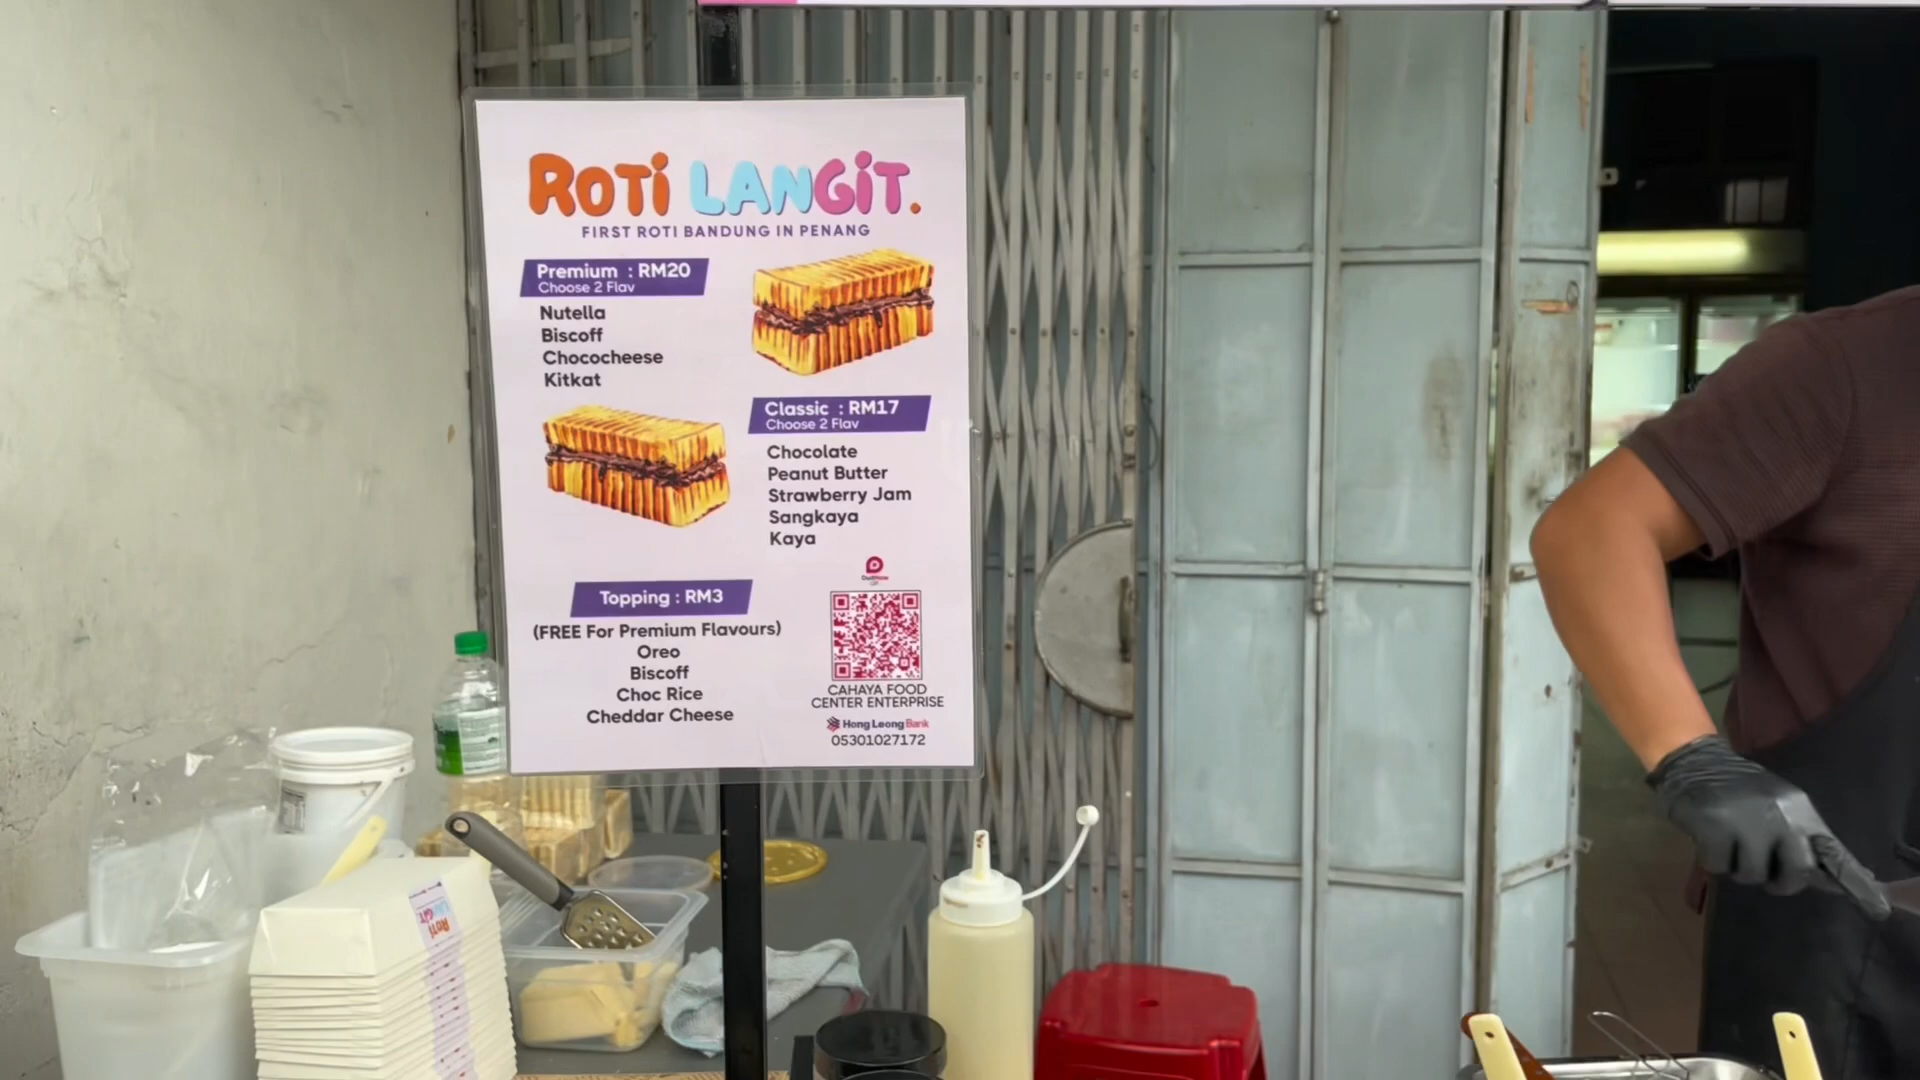 ROTI LANGIT.
FIRST ROTI BANDUNG IN PENANG
Premium : RM20
Choose 2 Flav
Nutella
Biscoff
Chococheese
Kitkat
Classic : RM17
Choose 2 Flav
Chocolate
Peanut Butter
Strawberry Jam
Sangkaya
Kaya
Topping : RM3
(FREE For Premium Flavours)
Oreo
Biscoff
Choc Rice
Cheddar Cheese
CAHAYA FOOD
CENTER ENTERPRISE
Hong Leong Bank
05301027172
ROTI
LANGIT